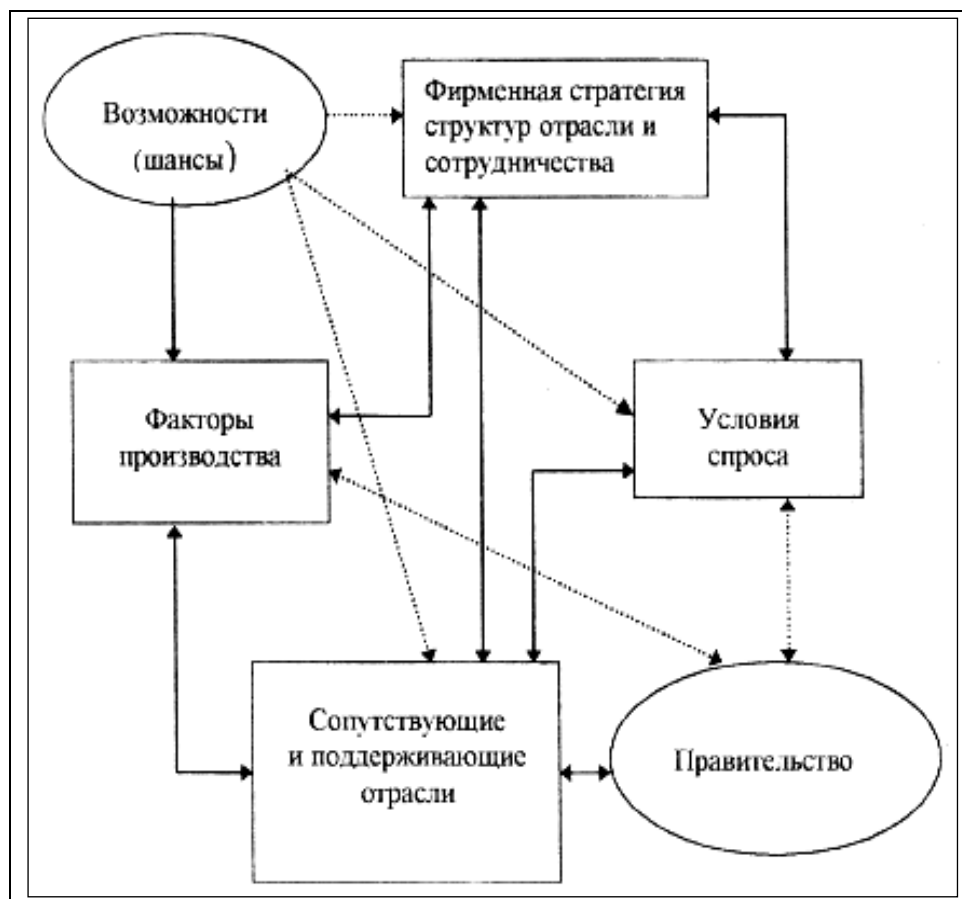 Возможности
(шансы)
Фирменная стратегия
структур отрасли и
сотрудничества
Факторы
производства
Условия
спроса
Сопутствующие
и поддерживающие
отрасли
Правительство